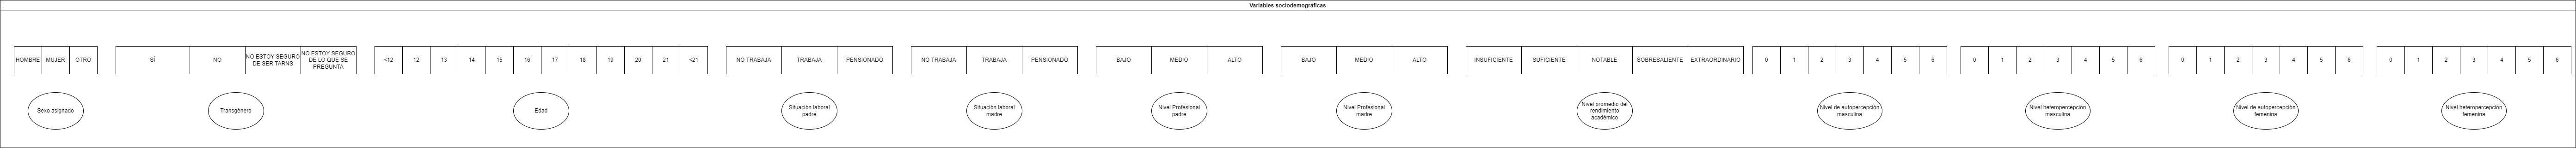 Variables sociodemográficas
HOMBRE MUJER OTRO
SÍ NO NO ESTOY SEGURO DE SER TARNS NO ESTOY SEGURO DE LO QUE SE PREGUNTA
<12 12 13 14 15 16 17 18 19 20 21 <21
NO TRABAJA TRABAJA PENSIONADO
NO TRABAJA TRABAJA PENSIONADO
BAJO MEDIO ALTO
BAJO MEDIO ALTO
INSUFICIENTE SUFICIENTE NOTABLE SOBRESALIENTE EXTRAORDINARIO
0 1 2 3 4 5 6
0 1 2 3 4 5 6
0 1 2 3 4 5 6
0 1 2 3 4 5 6
Sexo asignado
Transgénero
Edad
Situación laboral
padre
Situación laboral
madre
Nivel Profesional
padre
Nivel Profesional
madre
Nivel promedio del
rendimiento
académico
Nivel de autopercepción
masculina
Nivel heteropercepción
masculina
Nivel de autopercepción
femenina
Nivel heteropercepción
femenina